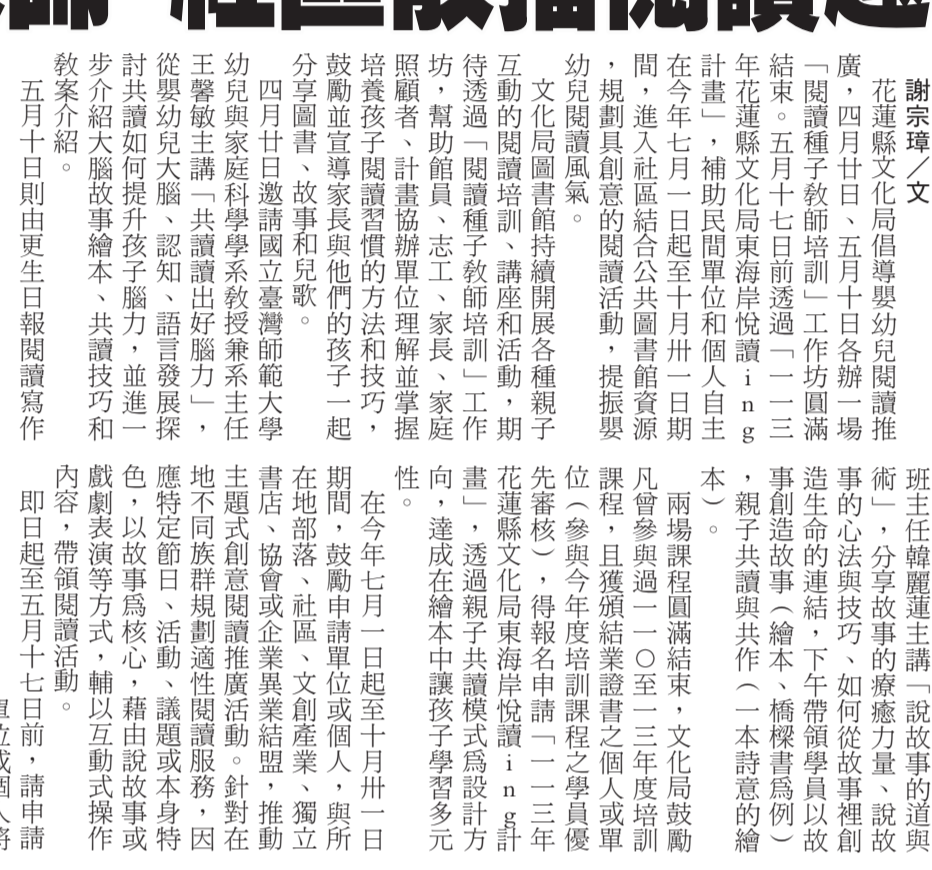 社區散播閱讀
謝宗璋／文
花蓮縣文化局倡導嬰幼兒閱讀推
廣，四月廿日、五月十日各辦一場
「閱讀種子教師培訓」工作坊圓滿
結束。五月十七日前透過「一一三
年花蓮縣文化局東海岸悅讀ing
計畫」，補助民間單位和個人自主
在今年七月一日起至十月卅一日期
間，進入社區結合公共圖書館資源
，規劃具創意的閱讀活動，提振嬰
幼兒閱讀風氣。
文化局圖書館持續開展各種親子
互動的閱讀培訓、講座和活動，期
待透過「閱讀種子教師培訓」工作
坊，幫助館員、志工、家長、家庭
照顧者、計畫協辦單位理解並掌握
培養孩子閱讀習慣的方法和技巧，
鼓勵並宣導家長與他們的孩子一起
分享圖書、故事和兒歌。
四月廿日邀請國立臺灣師範大學
幼兒與家庭科學學系教授兼系主任
王馨敏主講「共讀讀出好腦力」，
從嬰幼兒大腦、認知、語言發展探
討共讀如何提升孩子腦力，並進一
步介紹大腦故事繪本、共讀技巧和
教案介紹。
五月十日則由更生日報閱讀寫作
班主任韓麗蓮主講「說故事的道與
術」，分享故事的療癒力量、說故
事的心法與技巧、如何從故事裡創
造生命的連結，下午帶領學員以故
事創造故事（繪本、橋樑書爲例）
，親子共讀與共作（一本詩意的繪
本）。
兩場課程圓滿結束，文化局鼓勵
凡曾參與過一一〇至一一三年度培訓
課程，且獲頒結業證書之個人或單
位（參與今年度培訓課程之學員優
先審核），得報名申請「一一三年
花蓮縣文化局東海岸悅讀ing計
畫」，透過親子共讀模式爲設計方
向，達成在繪本中讓孩子學習多元
性。
在今年七月一日起至十月卅一日
期間，鼓勵申請單位或個人，與所
在地部落、社區、文創產業、獨立
書店、協會或企業異業結盟，推動
主題式創意閱讀推廣活動。針對在
地不同族群規劃適性閱讀服務，因
應特定節日、活動、議題或本身特
色，以故事爲核心，藉由說故事或
戲劇表演等方式，輔以互動式操作
內容，帶領閱讀活動。
即日起至五月十七日前，請申請